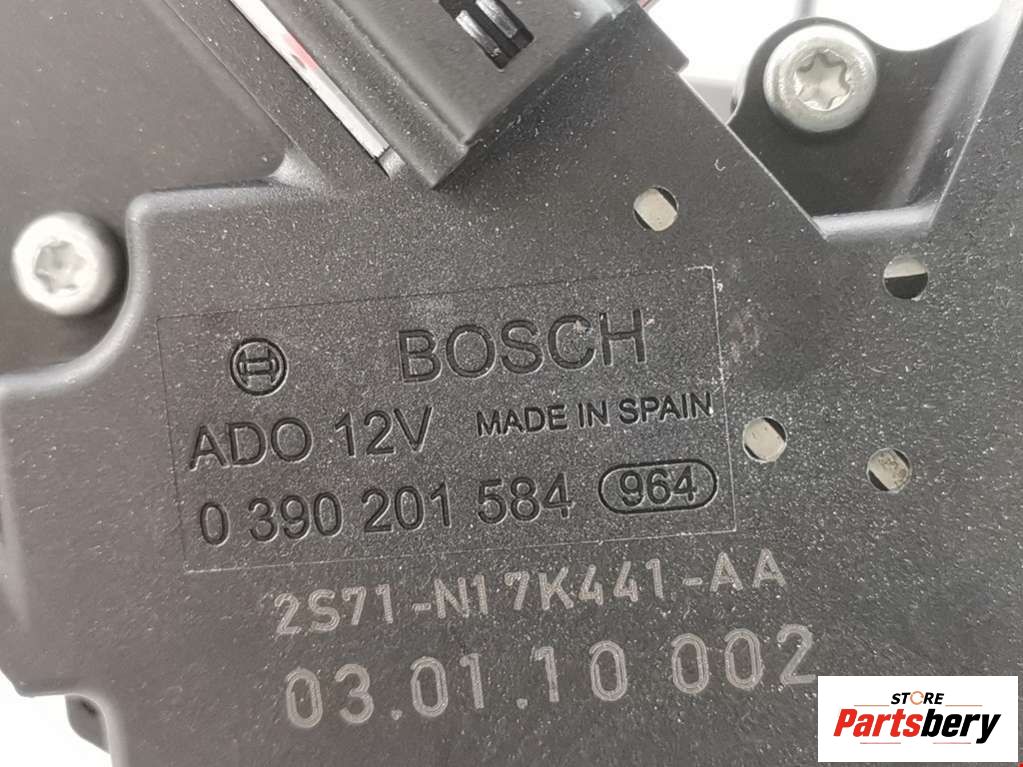 BOSCH
ADO 12V MADE IN SPAIN
0 390 201 584 964
2S71-N17K441-AA
03.01.10 002
STORE
Partsbery